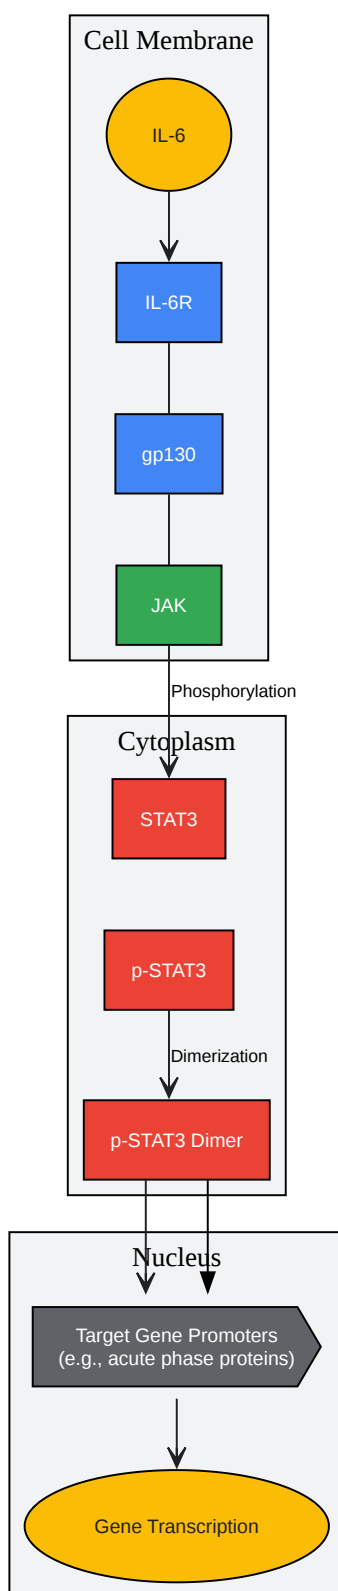 Cell Membrane
IL-6
IL-6R
gp130
JAK
Phosphorylation
Cytoplasm
STAT3
p-STAT3
Dimerization
p-STAT3 Dimer
Nucleus
Target Gene Promoters
(e.g., acute phase proteins)
Gene Transcription